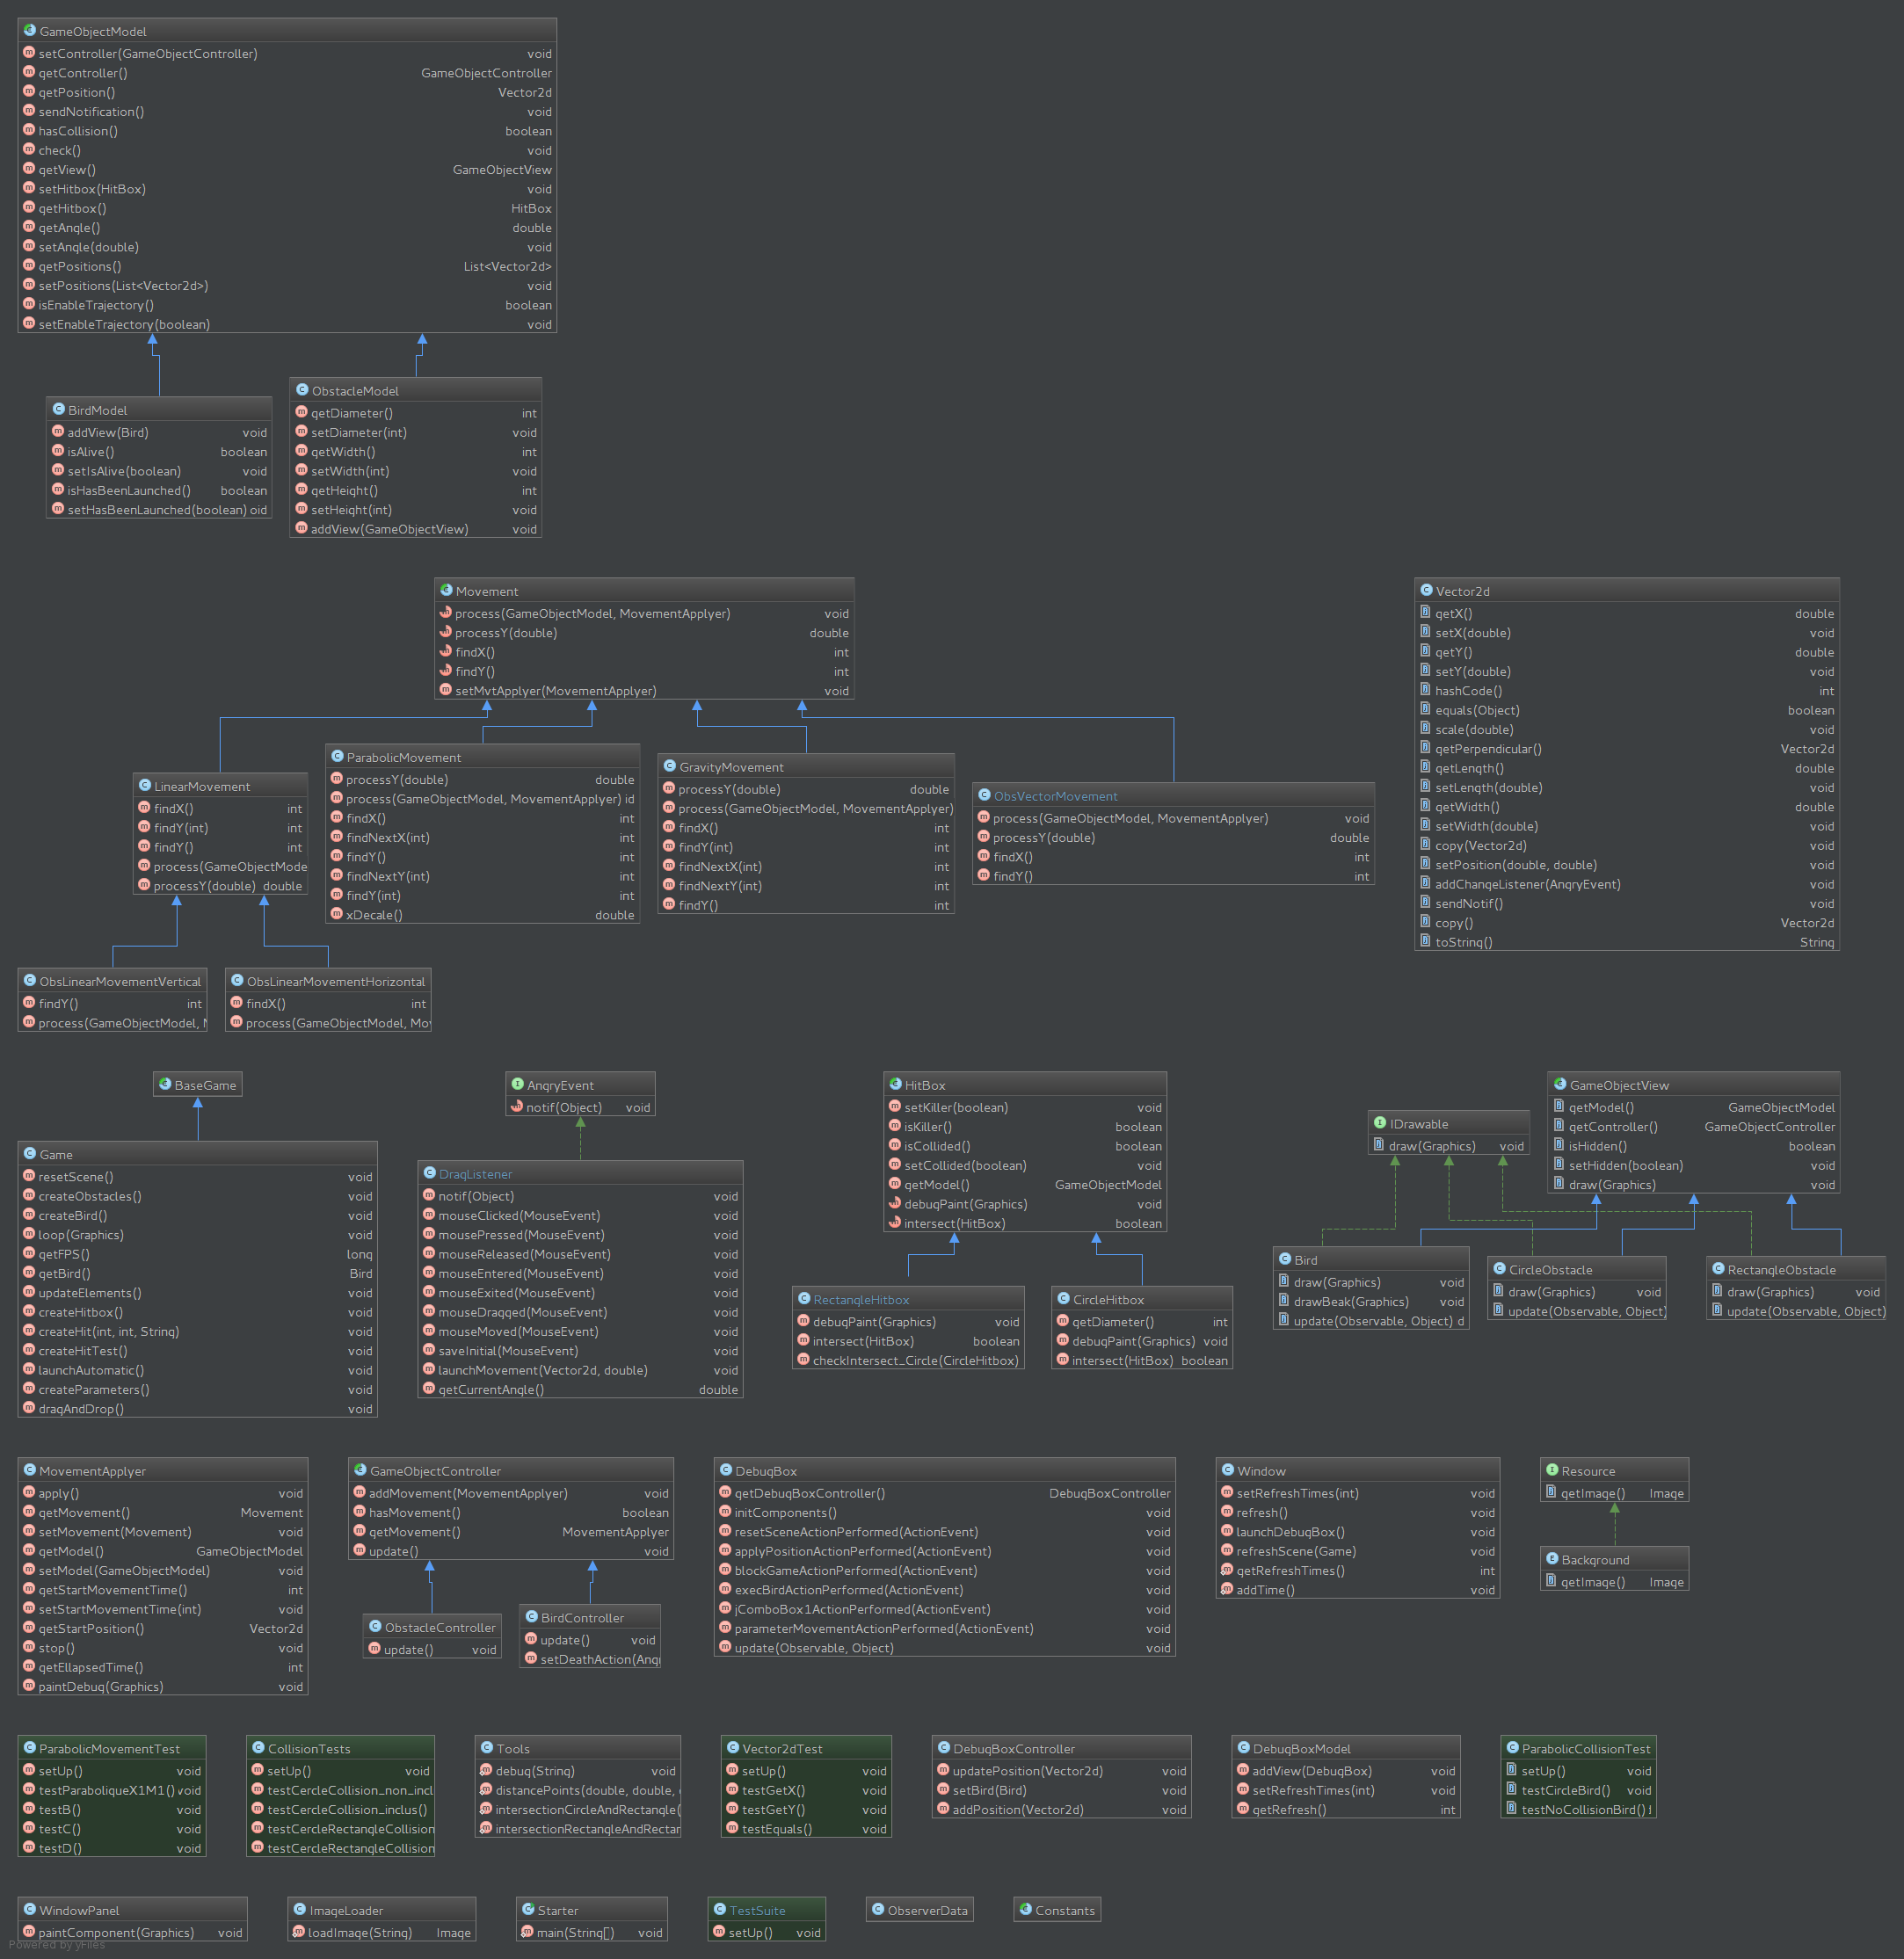 GameObjectModel
setController(GameObjectController) void
getController() GameObjectController
getPosition() Vector2d
sendNotification() void
hasCollision() boolean
check() void
getView() GameObjectView
setHitbox(HitBox) void
getHitbox() HitBox
getAngle() double
setAngle(double) void
getPositions() List<Vector2d>
setPositions(List<Vector2d>) void
isEnableTrajectory() boolean
setEnableTrajectory(boolean) void
BirdModel
addView(Bird) void
isAlive() boolean
setIsAlive(boolean) void
isHasBeenLaunched() boolean
setHasBeenLaunched(boolean) oid
ObstacleModel
getDiameter() int
setDiameter(int) void
getWidth() int
setWidth(int) void
getHeight() int
setHeight(int) void
addView(GameObjectView) void
Movement
process(GameObjectModel, MovementApplyer) void
processY(double) double
findX() int
findY() int
setMvtApplyer(MovementApplyer) void
Vector2d
getX() double
setX(double) void
getY() double
setY(double) void
hashCode() int
equals(Object) boolean
scale(double) void
getPerpendicular() Vector2d
getLength() double
setLength(double) void
getWidth() double
setWidth(double) void
copy(Vector2d) void
setPosition(double, double) void
addChangeListener(AngryEvent) void
sendNotif() void
copy() Vector2d
toString() String
LinearMovement
findX() int
findY(int) int
findY() int
process(GameObjectMode
processY(double) double
ParabolicMovement
processY(double) double
process(GameObjectModel, MovementApplyer) id
findX() int
findNextX(int) int
findY() int
findNextY(int) int
findY(int) int
xDecale() double
GravityMovement
processY(double) double
process(GameObjectModel, MovementApplyer)
findX() int
findY(int) int
findNextX(int) int
findNextY(int) int
findY() int
ObsVectorMovement
process(GameObjectModel, MovementApplyer) void
processY(double) double
findX() int
findY() int
ObsLinearMovementVertical
findY() int
process(GameObjectModel, M
ObsLinearMovementHorizontal
findX() int
process(GameObjectModel, Mov
BaseGame
Game
resetScene() void
createObstacles() void
createBird() void
loop(Graphics) void
getFPS() long
getBird() Bird
updateElements() void
createHitbox() void
createHit(int, int, String) void
createHitTest() void
launchAutomatic() void
createParameters() void
dragAndDrop() void
AngryEvent
notif(Object) void
DragListener
notif(Object) void
mouseClicked(MouseEvent) void
mousePressed(MouseEvent) void
mouseReleased(MouseEvent) void
mouseEntered(MouseEvent) void
mouseExited(MouseEvent) void
mouseDragged(MouseEvent) void
mouseMoved(MouseEvent) void
saveInitial(MouseEvent) void
launchMovement(Vector2d, double) void
getCurrentAngle() double
HitBox
setKiller(boolean) void
isKiller() boolean
isCollided() boolean
setCollided(boolean) void
getModel() GameObjectModel
debugPaint(Graphics) void
intersect(HitBox) boolean
RectangleHitbox
debugPaint(Graphics) void
intersect(HitBox) boolean
checkIntersect_Circle(CircleHitbox)
CircleHitbox
getDiameter() int
debugPaint(Graphics) void
intersect(HitBox) boolean
IDrawable
draw(Graphics) void
GameObjectView
getModel() GameObjectModel
getController() GameObjectController
isHidden() boolean
setHidden(boolean) void
draw(Graphics) void
Bird
draw(Graphics) void
drawBeak(Graphics) void
update(Observable, Object) d
CircleObstacle
draw(Graphics) void
update(Observable, Object)
RectangleObstacle
draw(Graphics) void
update(Observable, Object)
MovementApplyer
apply() void
getMovement() Movement
setMovement(Movement) void
getModel() GameObjectModel
setModel(GameObjectModel) void
getStartMovementTime() int
setStartMovementTime(int) void
getStartPosition() Vector2d
stop() void
getEllapsedTime() int
paintDebug(Graphics) void
GameObjectController
addMovement(MovementApplyer) void
hasMovement() boolean
getMovement() MovementApplyer
update() void
ObstacleController
update() void
BirdController
update() void
setDeathAction(Ang
DebugBox
getDebugBoxController() DebugBoxController
initComponents() void
resetSceneActionPerformed(ActionEvent) void
applyPositionActionPerformed(ActionEvent) void
blockGameActionPerformed(ActionEvent) void
execBirdActionPerformed(ActionEvent) void
jComboBox1ActionPerformed(ActionEvent) void
parameterMovementActionPerformed(ActionEvent) void
update(Observable, Object) void
Window
setRefreshTimes(int) void
refresh() void
launchDebugBox() void
refreshScene(Game) void
getRefreshTimes() int
addTime() void
Resource
getImage() Image
Background
getImage() Image
ParabolicMovementTest
setUp() void
testParaboliqueX1M1() void
testB() void
testC() void
testD() void
CollisionTests
setUp() void
testCercleCollision_non_incl
testCercleCollision_inclus()
testCercleRectangleCollision
testCercleRectangleCollision
Tools
debug(String) void
distancePoints(double, double,
intersectionCircleAndRectangle(
intersectionRectangleAndRectan
Vector2dTest
setUp() void
testGetX() void
testGetY() void
testEquals() void
DebugBoxController
updatePosition(Vector2d) void
setBird(Bird) void
addPosition(Vector2d) void
DebugBoxModel
addView(DebugBox) void
setRefreshTimes(int) void
getRefresh() int
ParabolicCollisionTest
setUp() void
testCircleBird() void
testNoCollisionBird()
WindowPanel
paintComponent(Graphics) void
ImageLoader
loadImage(String) Image
Starter
main(String[]) void
TestSuite
setUp() void
ObserverData
Constants
Powered by yFiles